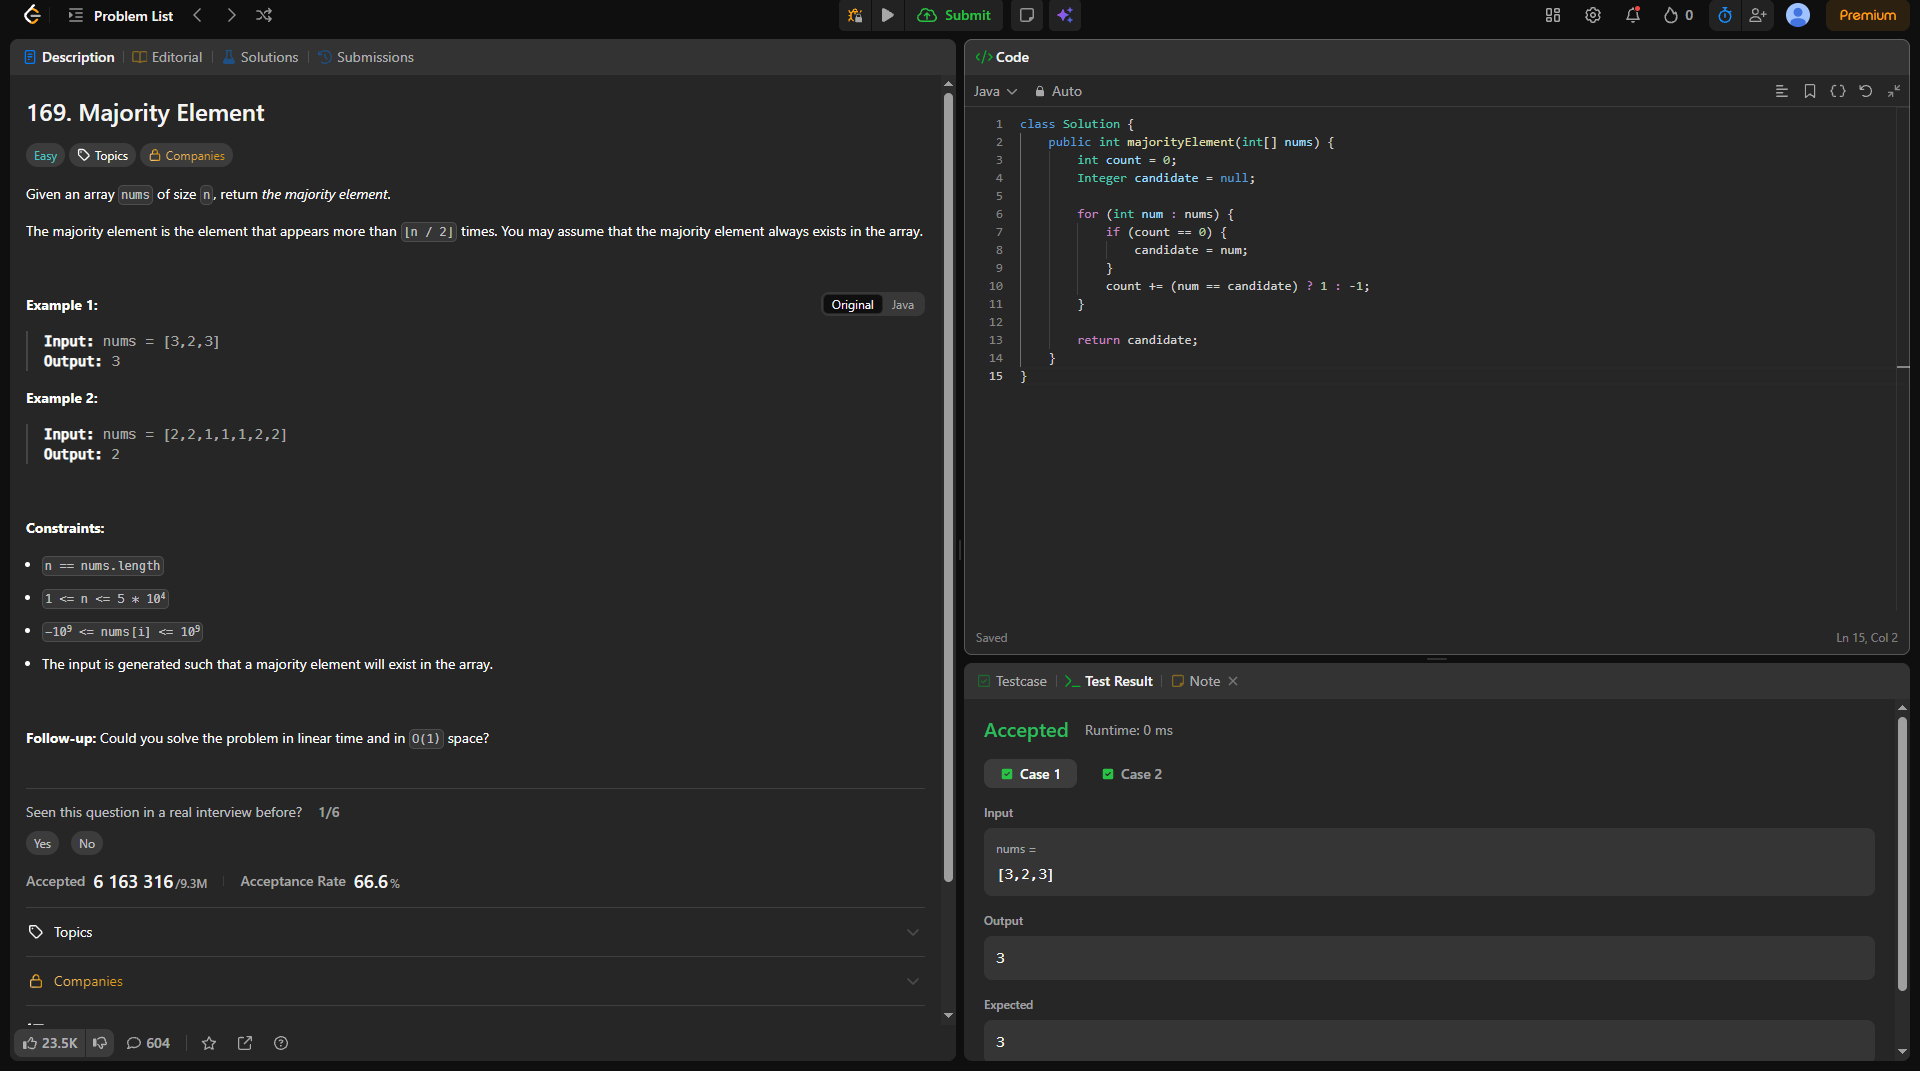 Problem List
Submit
0
Premium
Description
Editorial
Solutions
Submissions
169. Majority Element
Easy
Topics
Companies
Given an array nums of size n, return the majority element.
The majority element is the element that appears more than ⌊n / 2⌋ times. You may assume that the majority element always exists in the array.
Example 1:
Original
Java
Input: nums = [3,2,3]
Output: 3
Example 2:
Input: nums = [2,2,1,1,1,2,2]
Output: 2
Constraints:
n == nums.length
1 <= n <= 5 * 10⁴
-10⁹ <= nums[i] <= 10⁹
The input is generated such that a majority element will exist in the array.
Follow-up: Could you solve the problem in linear time and in O(1) space?
Seen this question in a real interview before? 1/6
Yes
No
Accepted 6 163 316/9.3M
Acceptance Rate 66.6%
Topics
Companies
23.5K
604
Code
Java
Auto
1 class Solution {
2     public int majorityElement(int[] nums) {
3         int count = 0;
4         Integer candidate = null;
5
6         for (int num : nums) {
7             if (count == 0) {
8                 candidate = num;
9             }
10             count += (num == candidate) ? 1 : -1;
11         }
12
13         return candidate;
14     }
15 }
Saved
Ln 15, Col 2
Testcase
Test Result
Note
Accepted
Runtime: 0 ms
Case 1
Case 2
Input
nums =
[3,2,3]
Output
3
Expected
3